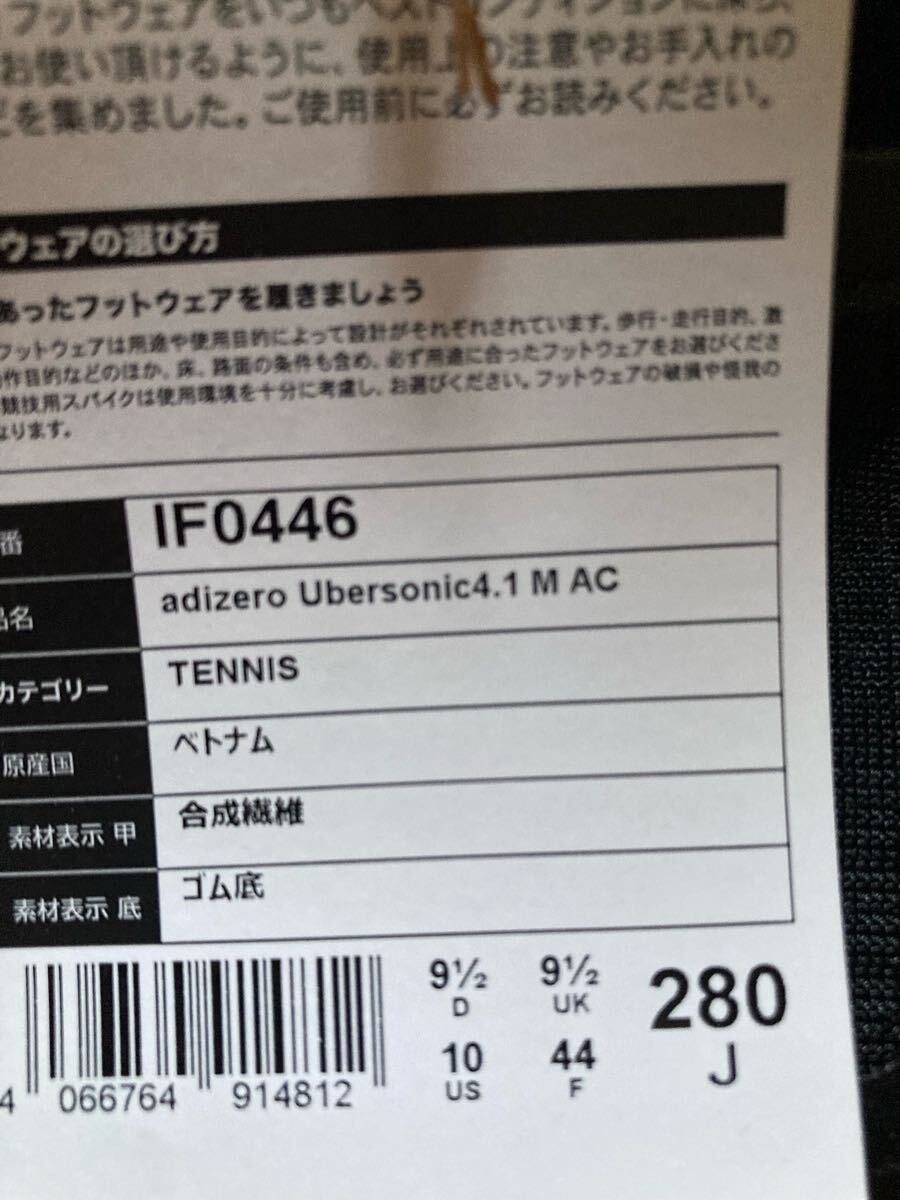 フットウェアをいつもベストコンディションに保ち、
お使い頂けるように、使用上の注意やお手入れの
どを集めました。ご使用前に必ずお読みください。
ウェアの選び方
あったフットウェアを履きましょう
フットウェアは用途や使用目的によって設計がそれぞれされています。歩行・走行目的、激
作目的などのほか、床、路面の条件も含め、必ず用途に合ったフットウェアをお選びくださ
競技用スパイクは使用環境を十分に考慮し、お選びください。フットウェアの破損や怪我の
なります。
番 IF0446
品名 adizero Ubersonic4.1 M AC
カテゴリー TENNIS
原産国 ベトナム
素材表示 甲 合成繊維
素材表示 底 ゴム底
9½ 9½ 280
D UK J
10 44
US F
4 066764 914812